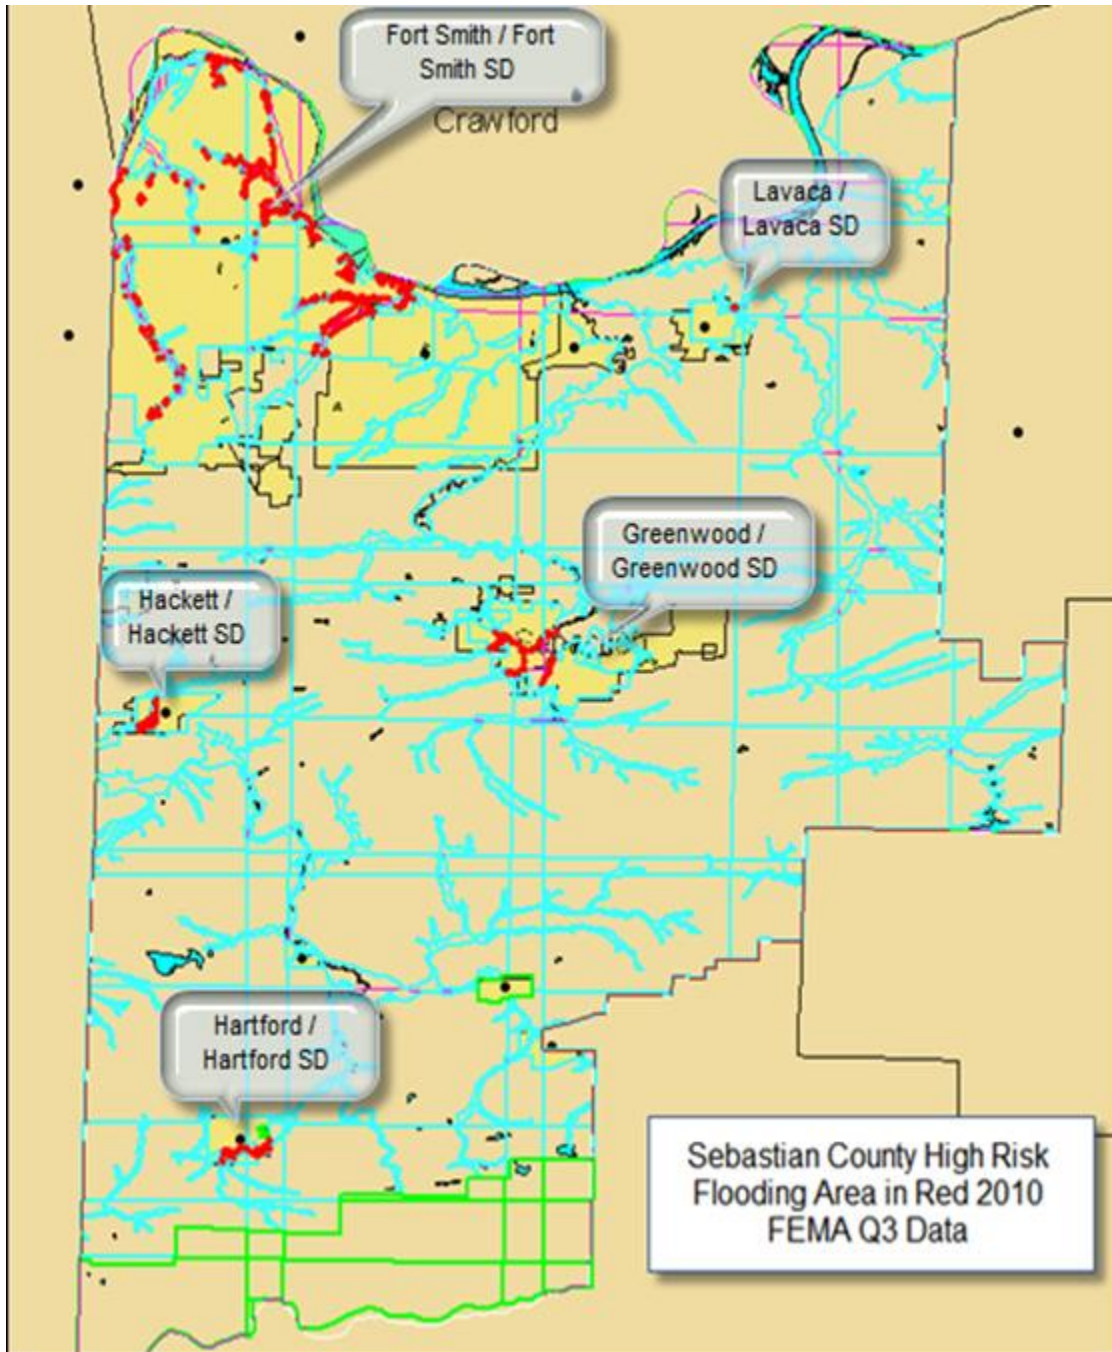 Fort Smith / Fort
Smith SD
Crawford
Lavaca /
Lavaca SD
A
Greenwood /
Greenwood SD
Hackett /
Hackett SD
Hartford /
Hartford SD
Sebastian County High Risk
Flooding Area in Red 2010
FEMA Q3 Data